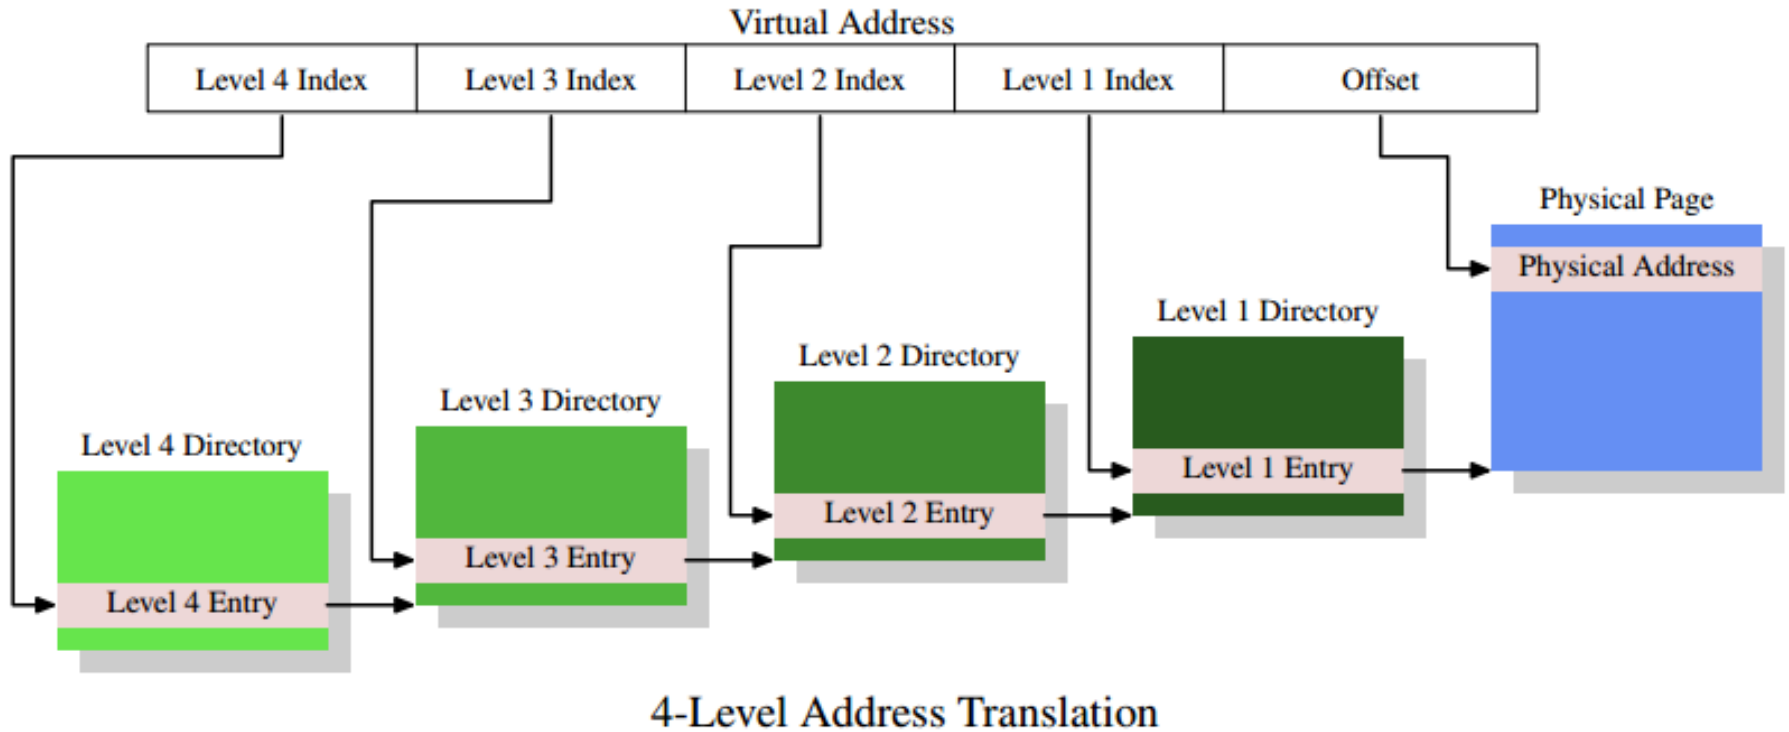 Virtual Address
Level 4 Index
Level 3 Index
Level 2 Index
Level 1 Index
Offset
Physical Page
Physical Address
Level 1 Directory
Level 1 Entry
Level 2 Directory
Level 2 Entry
Level 3 Directory
Level 3 Entry
Level 4 Directory
Level 4 Entry
4-Level Address Translation